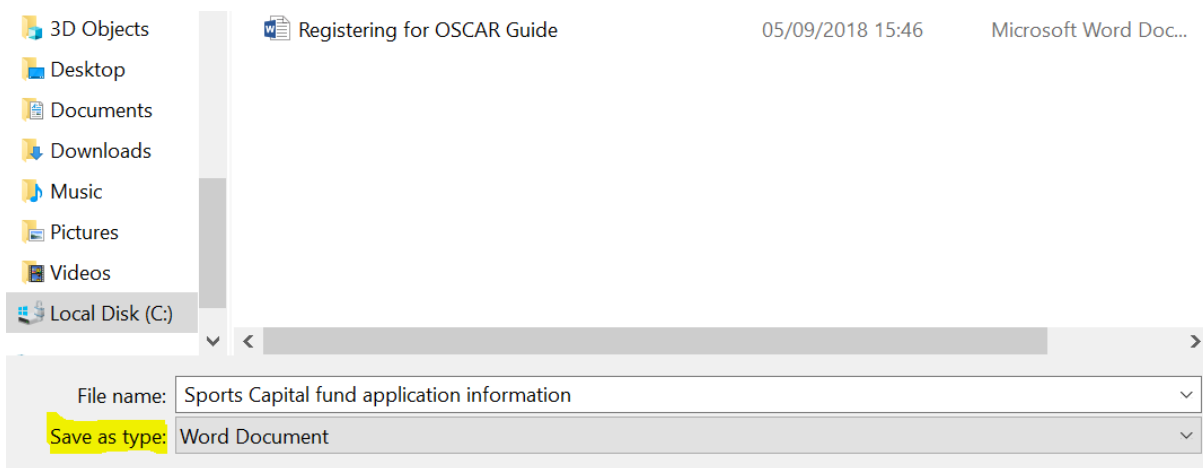 3D Objects
Registering for OSCAR Guide 05/09/2018 15:46 Microsoft Word Doc...
Desktop
Documents
Downloads
Music
Pictures
Videos
Local Disk (C:)
File name: Sports Capital fund application information
Save as type: Word Document